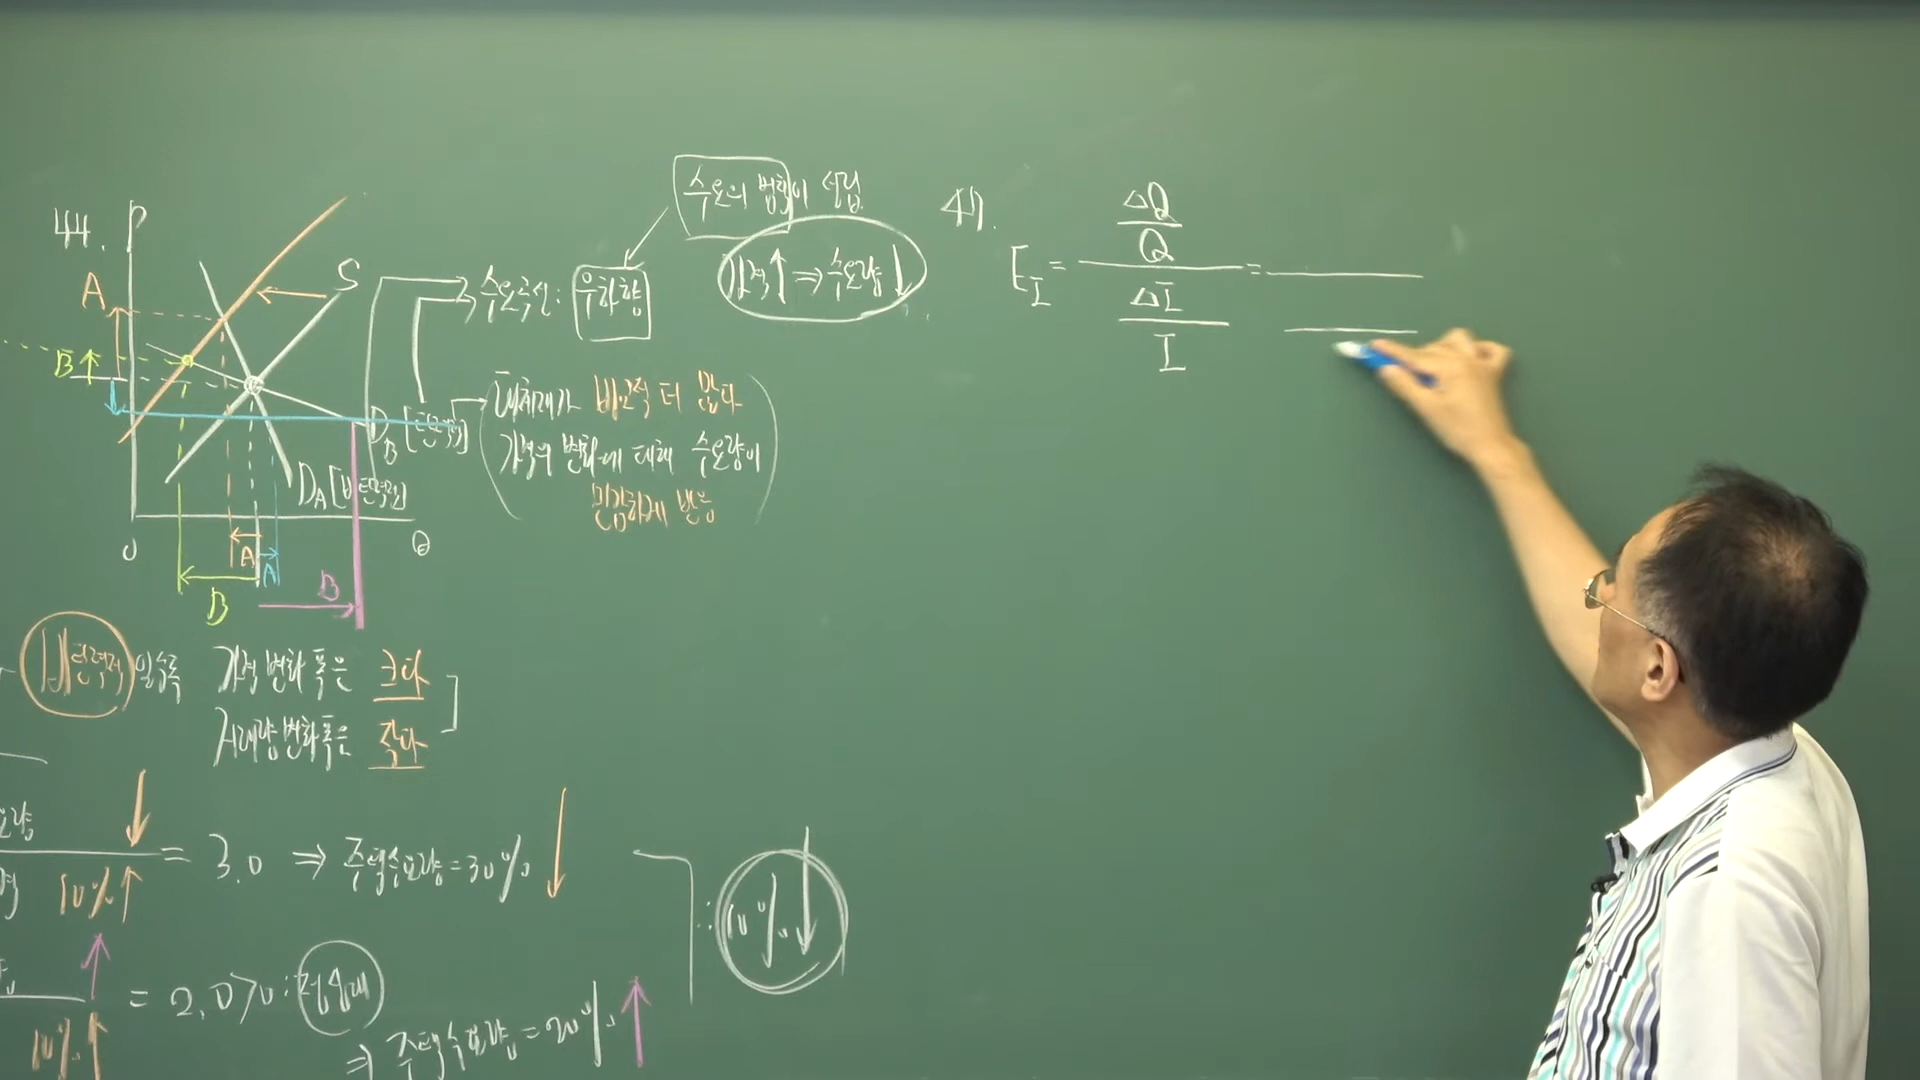 44.
P
A
S
B
수요곡선: 우하향
수요의 법칙이 성립
가격↑⇒수요량↓
D_B [탄력적]
대체재가 비교적 더 많다
가격의 변화에 대해 수요량이
민감하게 반응
D_A [비탄력적]
0
Q
A
A
B
B
비탄력적 일수록 가격변화폭은 크다
거래량변화폭은 작다
10%↑ = 3.0 ⇒ 주택수요량=30%↓
10%↑ = 2.0>0:정상재
⇒ 주택수요량=20%↑
∴ 10%↓
47.
E_I = (ΔQ/Q)/(ΔI/I) =